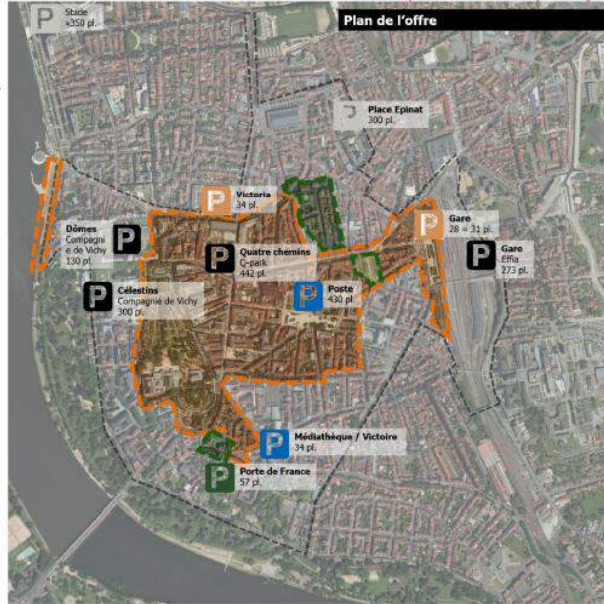 Plan de l'offre
P
Stade
≈350 pl.
Place Epinat
300 pl.
P
Victoria
34 pl.
P
Gare
28 = 31 pl.
P
Dômes
Compagni
e de Vichy
130 pl.
P
Quatre chemins
Q-park
442 pl.
P
Gare
Effia
273 pl.
P
Célestins
Compagnie de Vichy
300 pl.
P
Poste
430 pl.
P
Médiathèque / Victoire
34 pl.
P
Porte de France
57 pl.
P